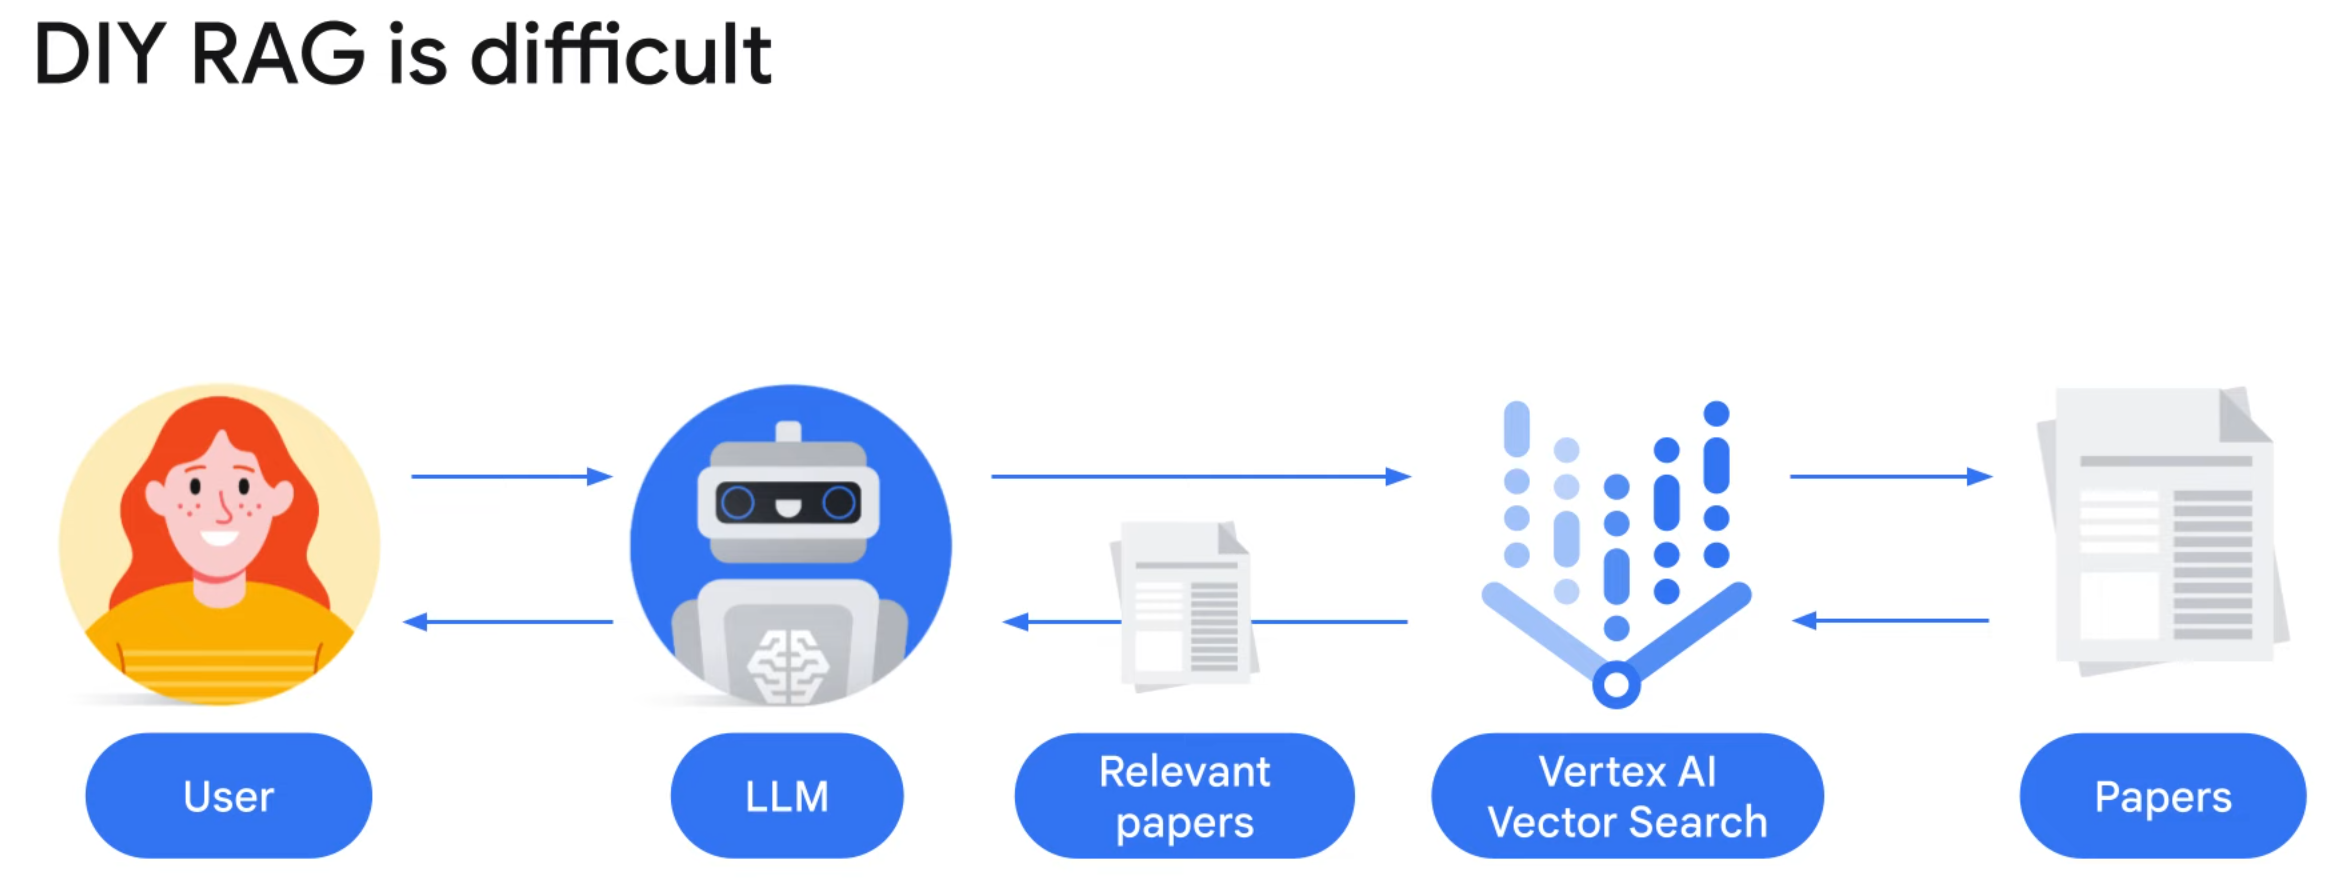 DIY RAG is difficult
User
LLM
Relevant
papers
Vertex AI
Vector Search
Papers